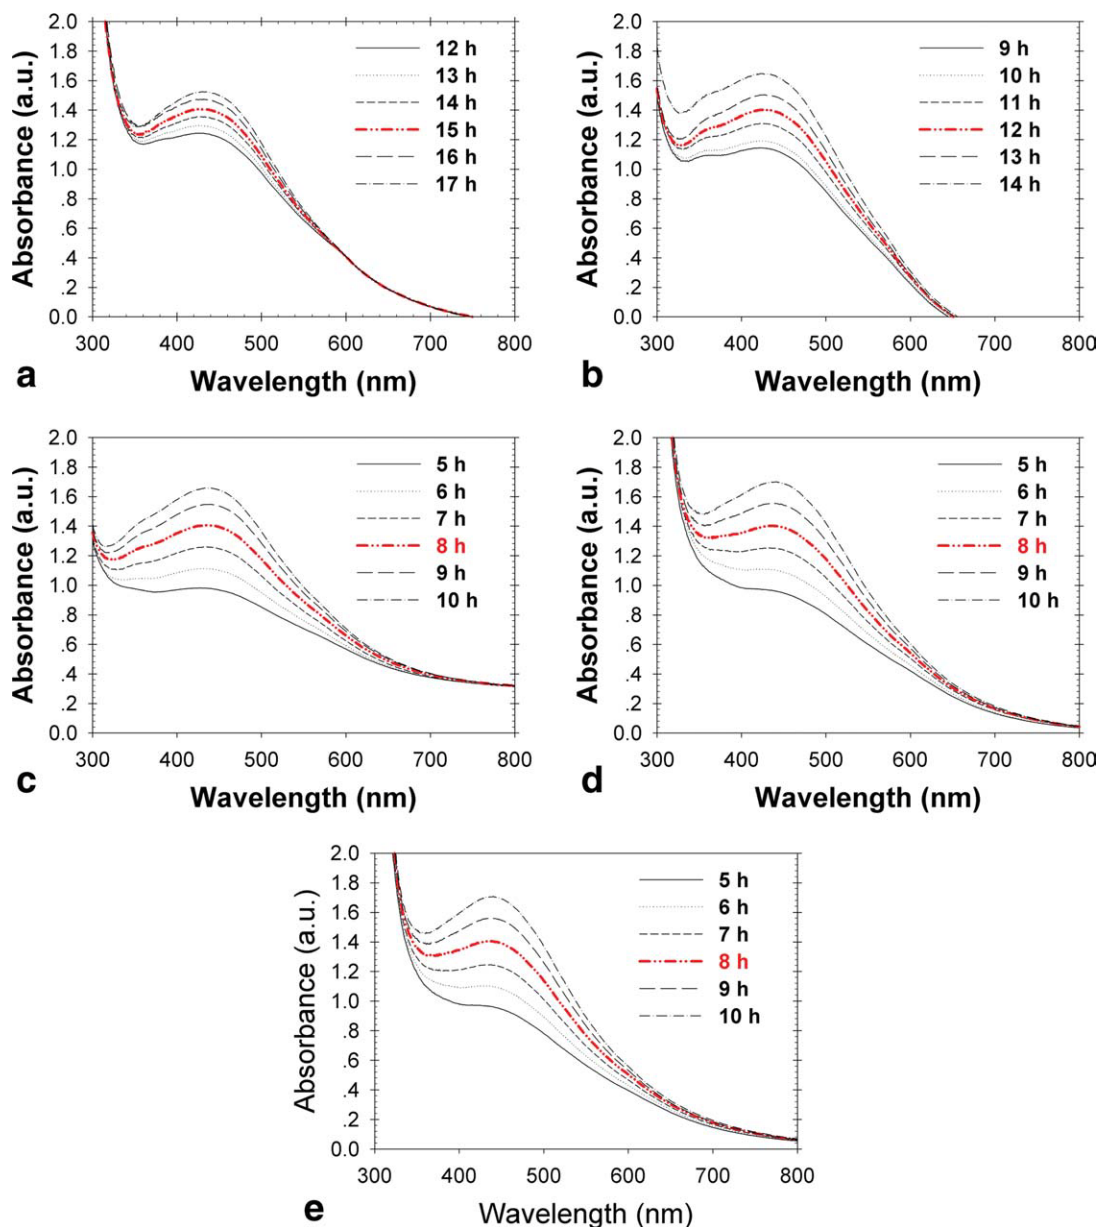 2.0
1.8
1.6
1.4
1.2
1.0
.8
.6
.4
.2
0.0
Absorbance (a.u.)
12 h
13 h
14 h
15 h
16 h
17 h
300 400 500 600 700 800
Wavelength (nm)
a
2.0
1.8
1.6
1.4
1.2
1.0
.8
.6
.4
.2
0.0
Absorbance (a.u.)
9 h
10 h
11 h
12 h
13 h
14 h
300 400 500 600 700 800
Wavelength (nm)
b
2.0
1.8
1.6
1.4
1.2
1.0
.8
.6
.4
.2
0.0
Absorbance (a.u.)
5 h
6 h
7 h
8 h
9 h
10 h
300 400 500 600 700 800
Wavelength (nm)
c
2.0
1.8
1.6
1.4
1.2
1.0
.8
.6
.4
.2
0.0
Absorbance (a.u.)
5 h
6 h
7 h
8 h
9 h
10 h
300 400 500 600 700 800
Wavelength (nm)
d
2.0
1.8
1.6
1.4
1.2
1.0
.8
.6
.4
.2
0.0
Absorbance (a.u.)
5 h
6 h
7 h
8 h
9 h
10 h
300 400 500 600 700 800
Wavelength (nm)
e